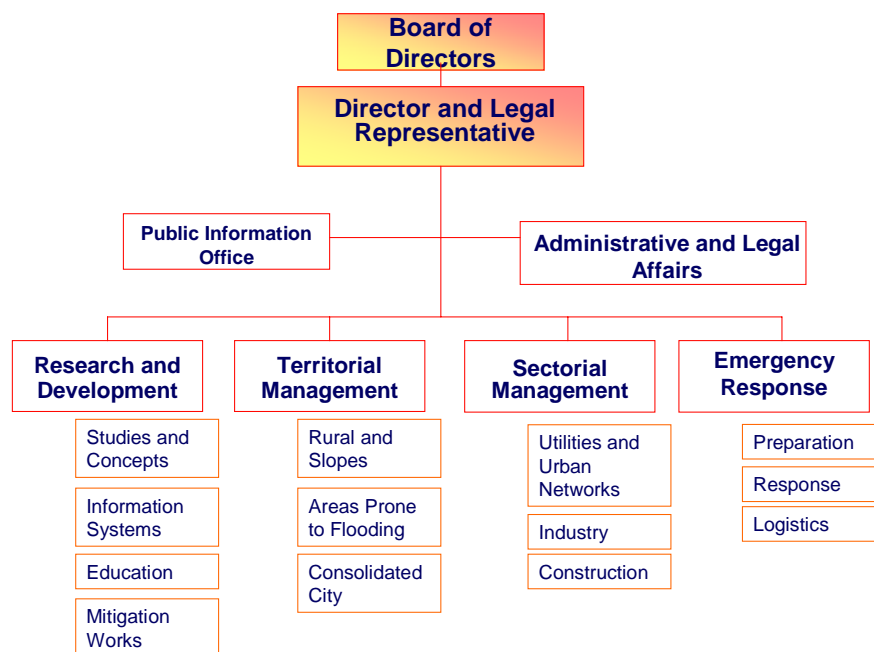 Board of
Directors
Director and Legal
Representative
Public Information
Office
Administrative and Legal
Affairs
Research and
Development
Territorial
Management
Sectorial
Management
Emergency
Response
Studies and
Concepts
Information
Systems
Education
Mitigation
Works
Rural and
Slopes
Areas Prone
to Flooding
Consolidated
City
Utilities and
Urban
Networks
Industry
Construction
Preparation
Response
Logistics